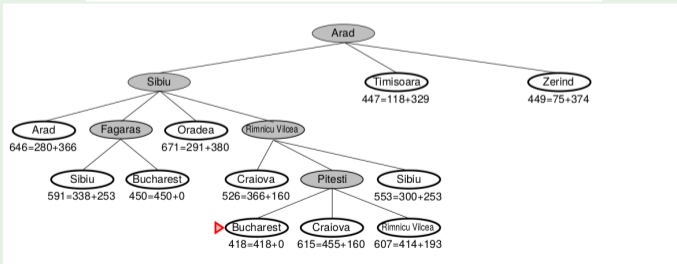 Arad
Sibiu Timisoara Zerind
447=118+329 449=75+374
Arad Fagaras Oradea Rimnicu Vilcea
646=280+366 671=291+380
Sibiu Bucharest Craiova Pitesti Sibiu
591=338+253 450=450+0 526=366+160 553=300+253
Bucharest Craiova Rimnicu Vilcea
418=418+0 615=455+160 607=414+193